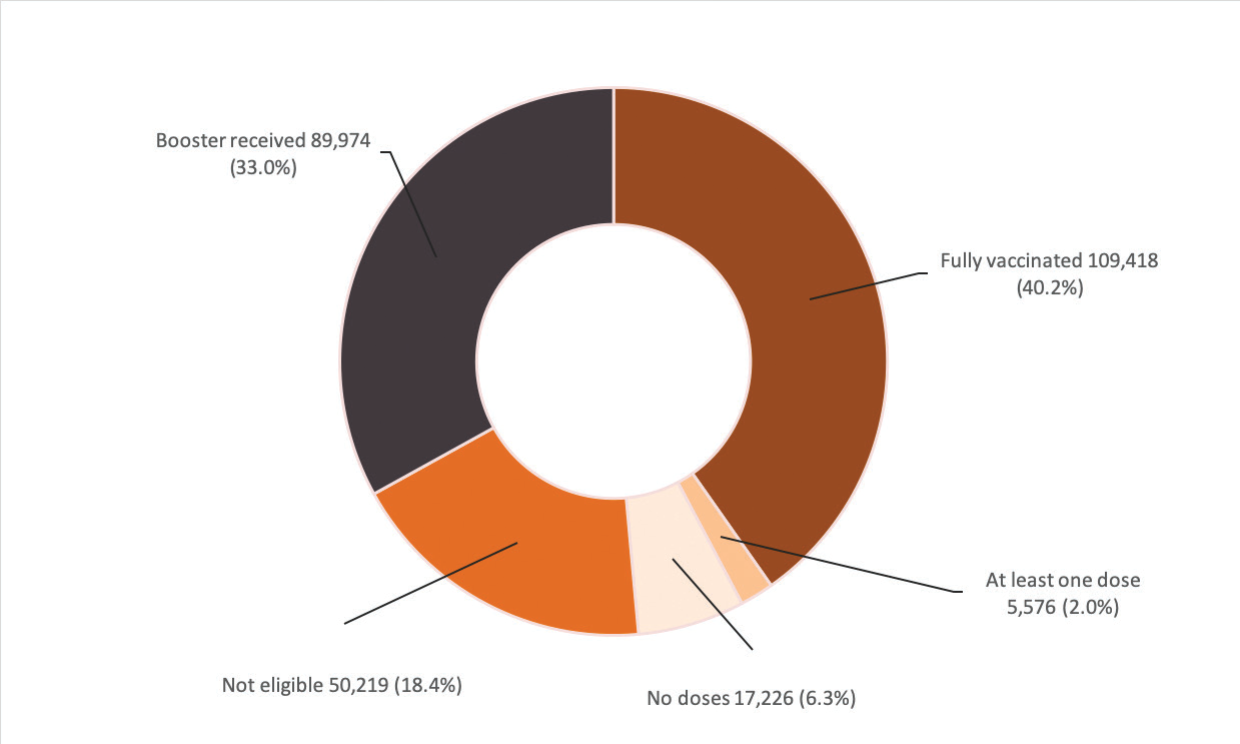 Booster received 89,974
(33.0%)
Fully vaccinated 109,418
(40.2%)
At least one dose
5,576 (2.0%)
Not eligible 50,219 (18.4%)
No doses 17,226 (6.3%)